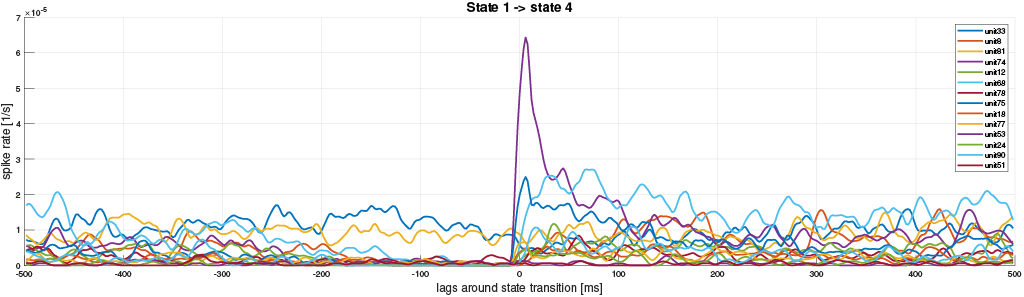 State 1 -> state 4
×10⁻⁵
7
6
5
4
3
2
1
0
spike rate [1/s]
-500 -400 -300 -200 -100 0 100 200 300 400 500
lags around state transition [ms]
unit33
unit8
unit81
unit74
unit12
unit69
unit78
unit75
unit18
unit77
unit53
unit24
unit90
unit51